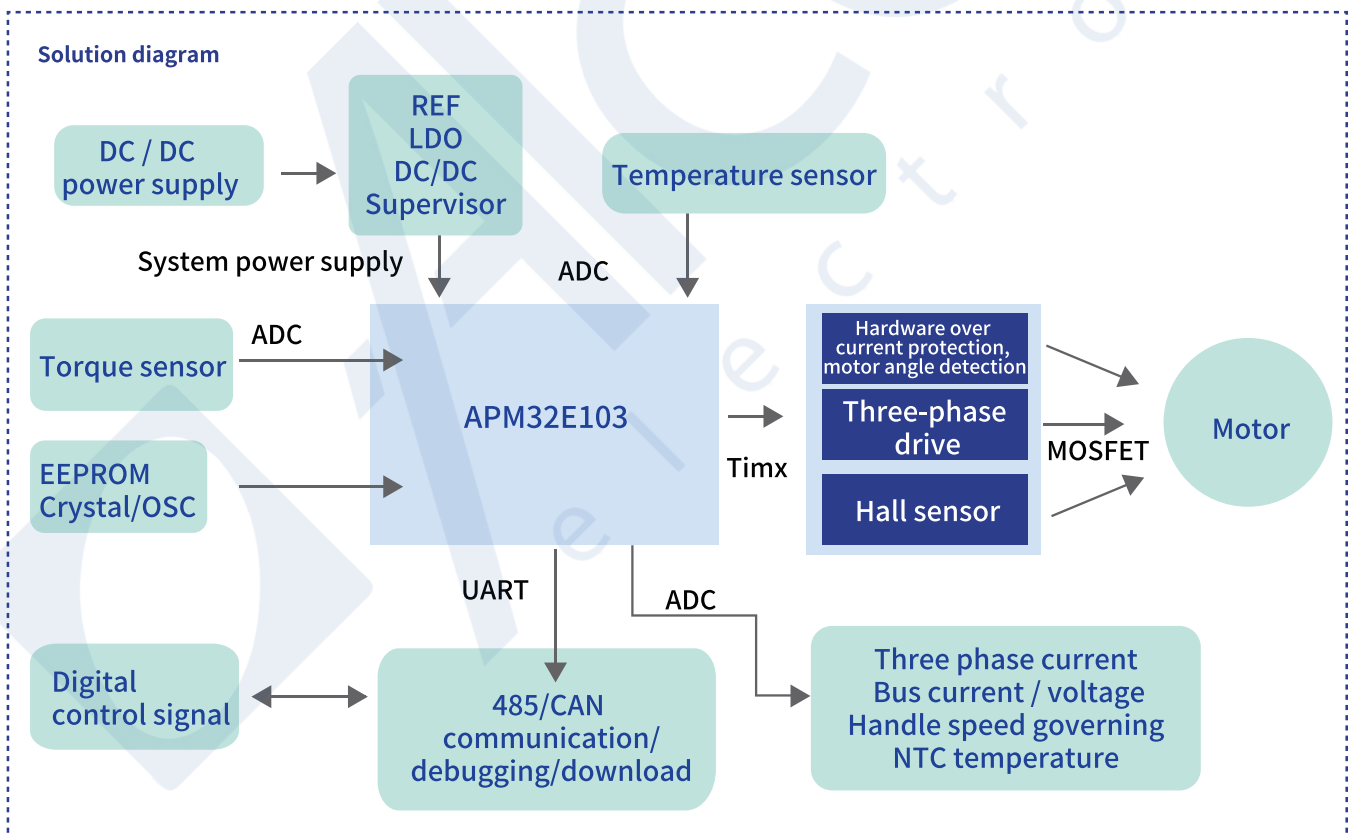 Solution diagram
DC / DC
power supply
REF
LDO
DC/DC
Supervisor
Temperature sensor
System power supply
ADC
Torque sensor
ADC
APM32E103
Hardware over
current protection,
motor angle detection
Three-phase
drive
Hall sensor
Timx
MOSFET
Motor
EEPROM
Crystal/OSC
UART
ADC
Digital
control signal
485/CAN
communication/
debugging/download
Three phase current
Bus current / voltage
Handle speed governing
NTC temperature